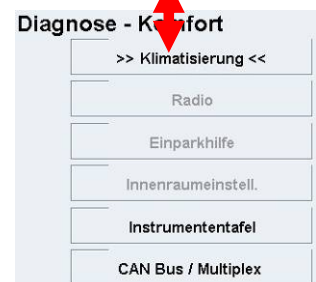 Diagnose - Komfort
>> Klimatisierung <<
Radio
Einparkhilfe
Innenraumeinstell.
Instrumententafel
CAN Bus / Multiplex